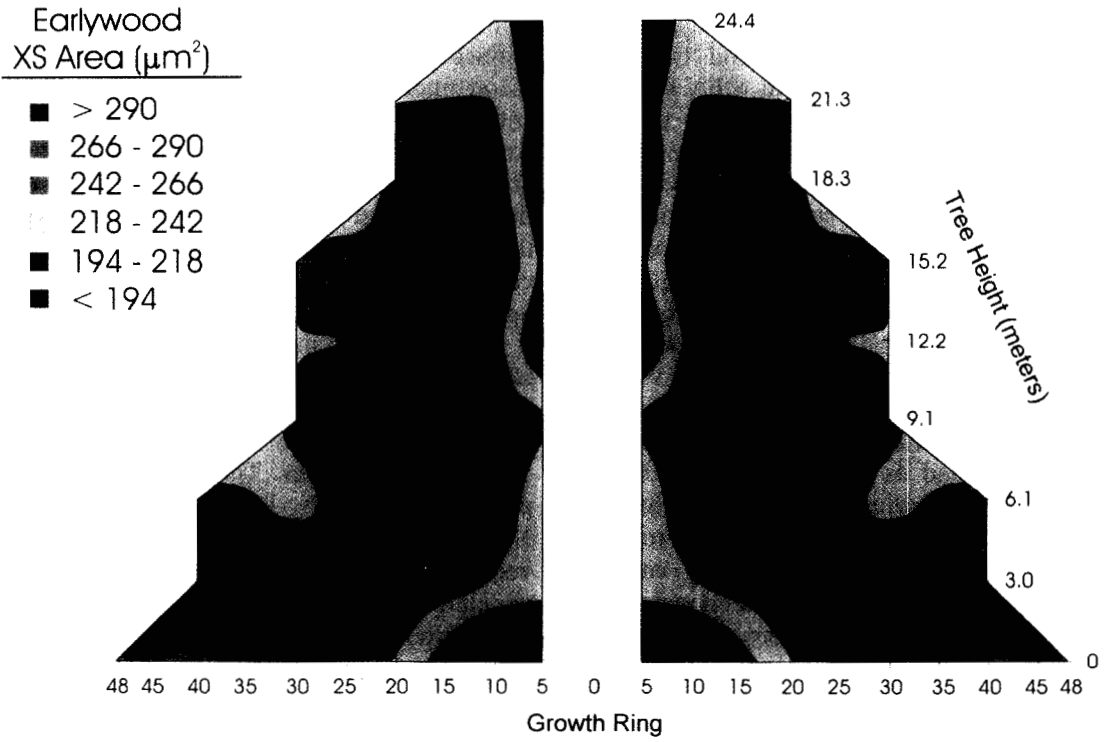 Earlywood
XS Area (μm²)
> 290
266 - 290
242 - 266
218 - 242
194 - 218
< 194
24.4
21.3
18.3
15.2
12.2
9.1
6.1
3.0
0
Tree Height (meters)
48 45 40 35 30 25 20 15 10 5 0 5 10 15 20 25 30 35 40 48
Growth Ring